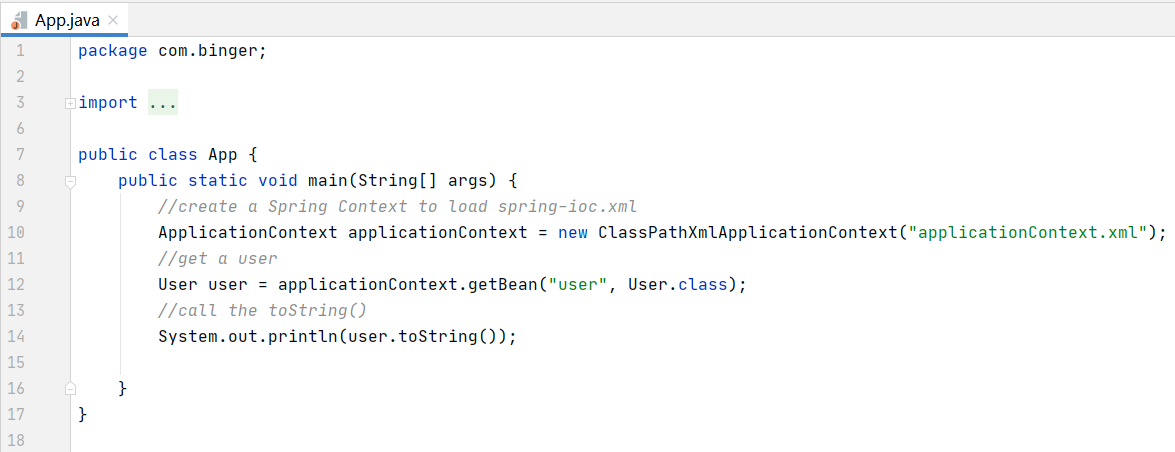 App.java
1 package com.binger;
2
3 import ...
6
7 public class App {
8 public static void main(String[] args) {
9 //create a Spring Context to load spring-ioc.xml
10 ApplicationContext applicationContext = new ClassPathXmlApplicationContext("applicationContext.xml");
11 //get a user
12 User user = applicationContext.getBean("user", User.class);
13 //call the toString()
14 System.out.println(user.toString());
15
16 }
17 }
18